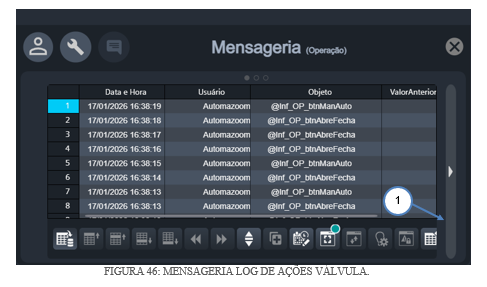 Mensageria (Operação)
Data e Hora Usuário Objeto ValorAnterior
1 17/01/2026 16:38:19 Automazoom @Inf_OP_btnManAuto
2 17/01/2026 16:38:18 Automazoom @Inf_OP_btnAbreFecha
3 17/01/2026 16:38:17 Automazoom @Inf_OP_btnManAuto
4 17/01/2026 16:38:16 Automazoom @Inf_OP_btnAbreFecha
5 17/01/2026 16:38:15 Automazoom @Inf_OP_btnManAuto
6 17/01/2026 16:38:14 Automazoom @Inf_OP_btnAbreFecha
7 17/01/2026 16:38:13 Automazoom @Inf_OP_btnManAuto
8 17/01/2026 16:38:13 Automazoom @Inf_OP_btnAbreFecha
1
FIGURA 46: MENSAGERIA LOG DE AÇÕES VÁLVULA.